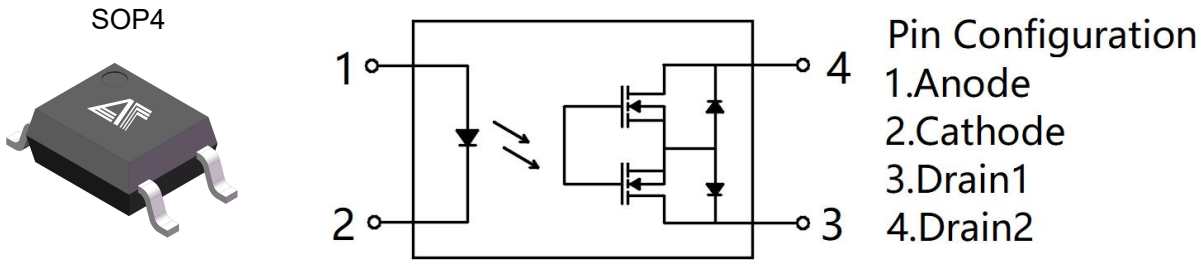 SOP4
1
2
4
3
Pin Configuration
1.Anode
2.Cathode
3.Drain1
4.Drain2